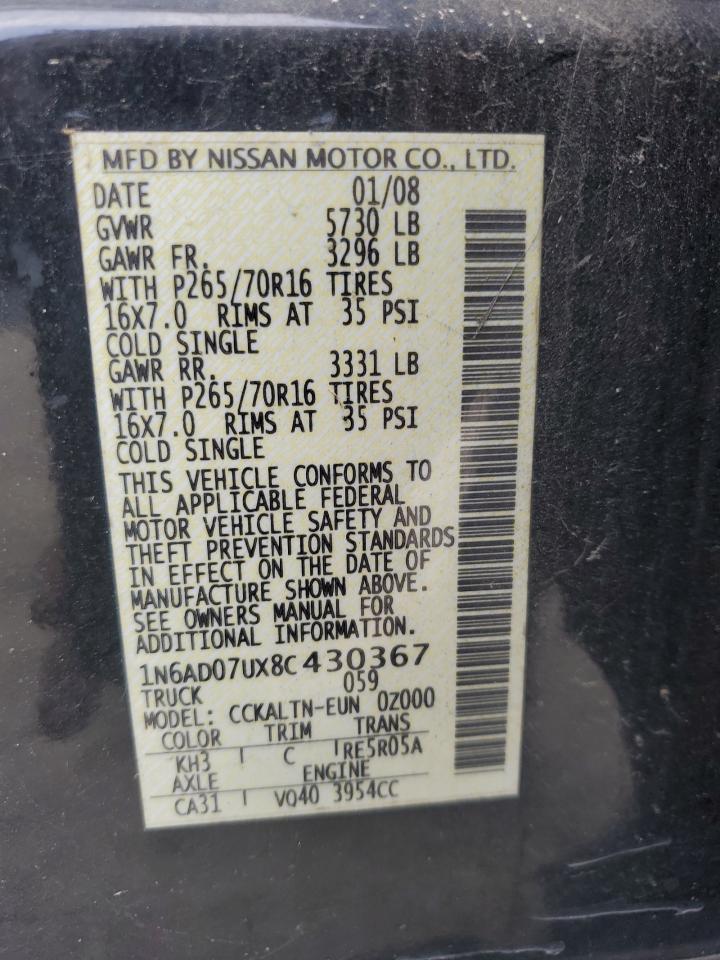 MFD BY NISSAN MOTOR CO., LTD.
DATE 01/08
GVWR 5730 LB
GAWR FR. 3296 LB
WITH P265/70R16 TIRES
16X7.0 RIMS AT 35 PSI
COLD SINGLE
GAWR RR. 3331 LB
WITH P265/70R16 TIRES
16X7.0 RIMS AT 35 PSI
COLD SINGLE
THIS VEHICLE CONFORMS TO
ALL APPLICABLE FEDERAL
MOTOR VEHICLE SAFETY AND
THEFT PREVENTION STANDARDS
IN EFFECT ON THE DATE OF
MANUFACTURE SHOWN ABOVE.
SEE OWNERS MANUAL FOR
ADDITIONAL INFORMATION.
1N6AD07UX8C430367
TRUCK 059
MODEL: CCKALTN-EUN 0Z000
COLOR TRIM TRANS
KH3 C RE5R05A
AXLE ENGINE
CA31 VQ40 3954CC